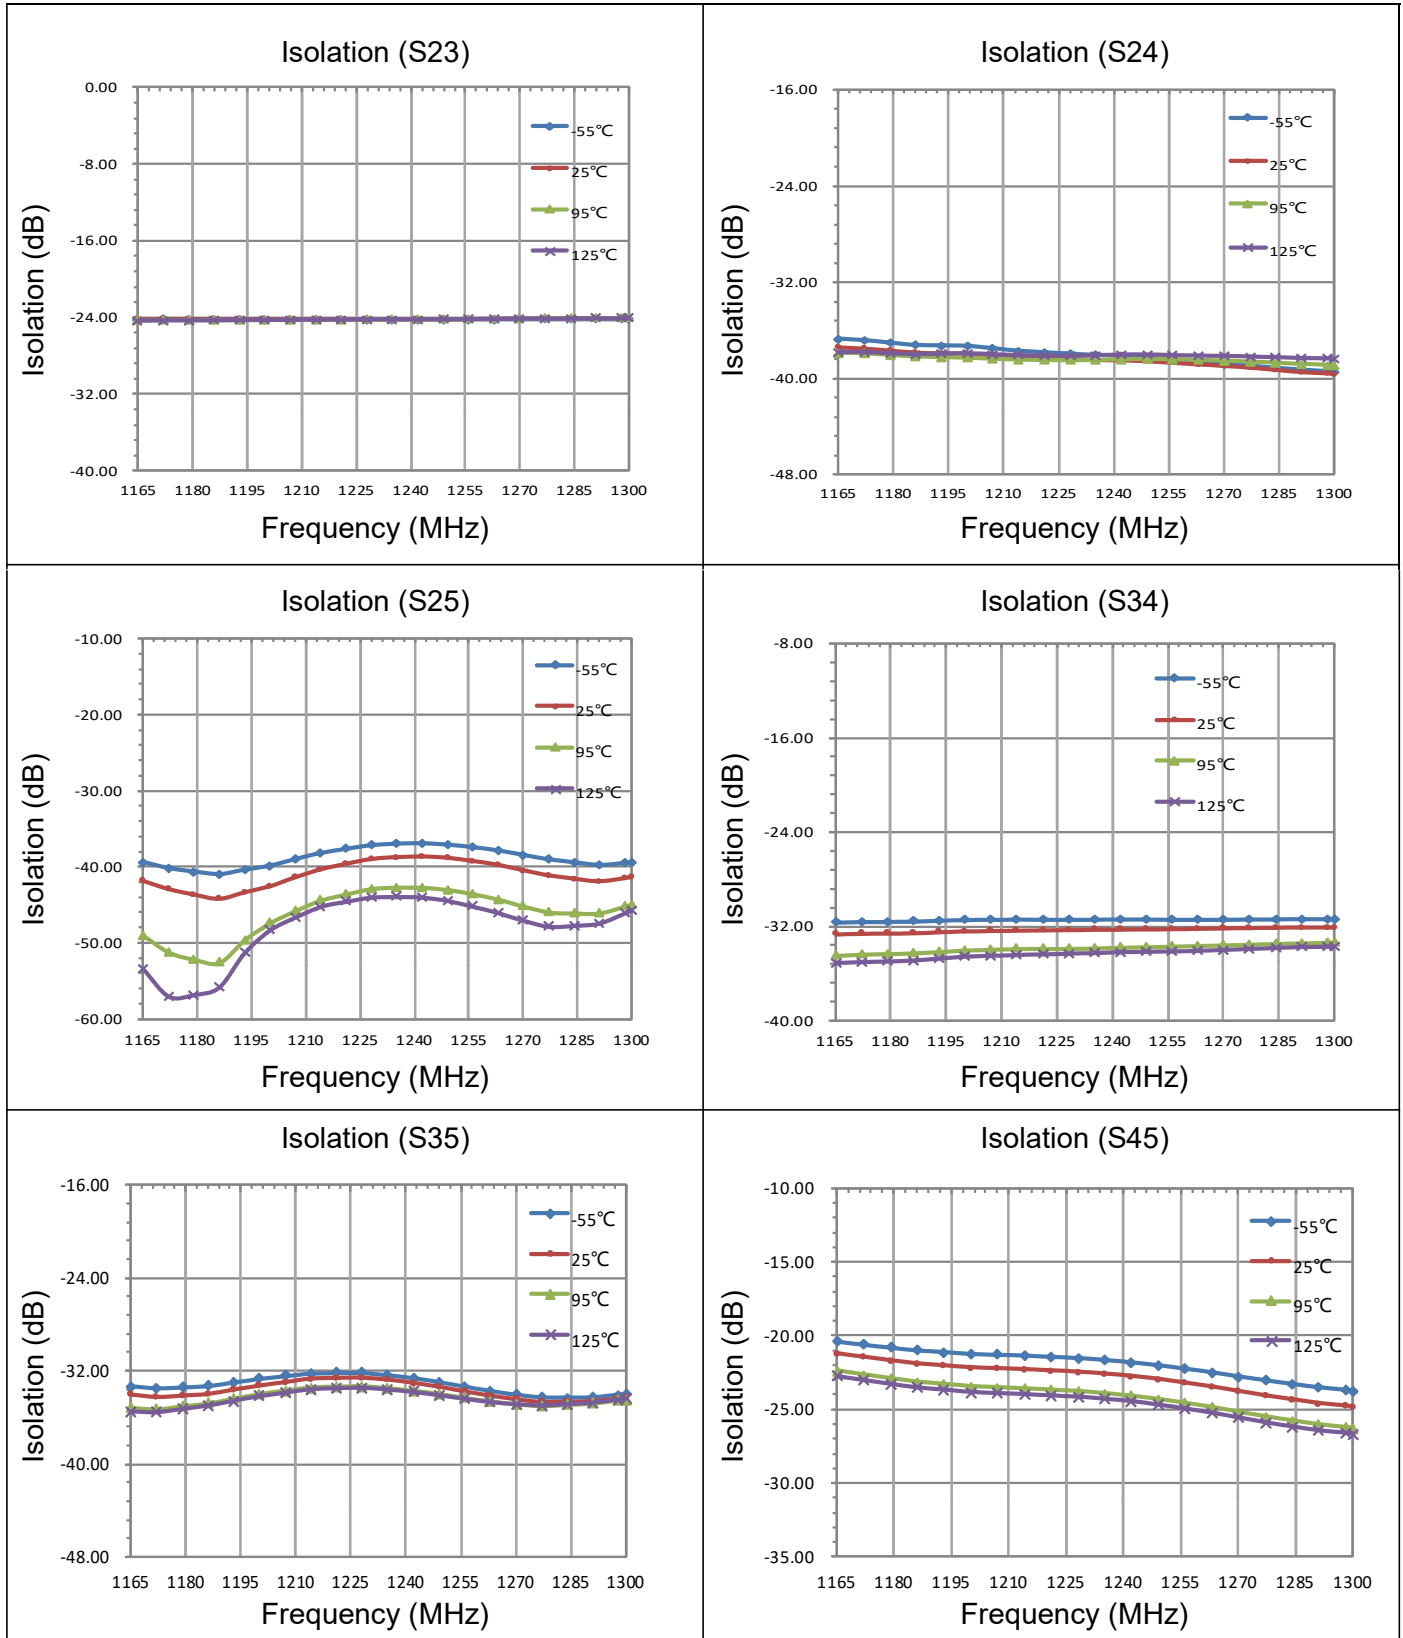 Isolation (S23)
Isolation (dB)
0.00
-8.00
-16.00
-24.00
-32.00
-40.00
-55℃
25℃
95℃
125℃
1165 1180 1195 1210 1225 1240 1255 1270 1285 1300
Frequency (MHz)
Isolation (S24)
Isolation (dB)
-16.00
-24.00
-32.00
-40.00
-48.00
-55℃
25℃
95℃
125℃
1165 1180 1195 1210 1225 1240 1255 1270 1285 1300
Frequency (MHz)
Isolation (S25)
Isolation (dB)
-10.00
-20.00
-30.00
-40.00
-50.00
-60.00
-55℃
25℃
95℃
125℃
1165 1180 1195 1210 1225 1240 1255 1270 1285 1300
Frequency (MHz)
Isolation (S34)
Isolation (dB)
-8.00
-16.00
-24.00
-32.00
-40.00
-55℃
25℃
95℃
125℃
1165 1180 1195 1210 1225 1240 1255 1270 1285 1300
Frequency (MHz)
Isolation (S35)
Isolation (dB)
-16.00
-24.00
-32.00
-40.00
-48.00
-55℃
25℃
95℃
125℃
1165 1180 1195 1210 1225 1240 1255 1270 1285 1300
Frequency (MHz)
Isolation (S45)
Isolation (dB)
-10.00
-15.00
-20.00
-25.00
-30.00
-35.00
-55℃
25℃
95℃
125℃
1165 1180 1195 1210 1225 1240 1255 1270 1285 1300
Frequency (MHz)